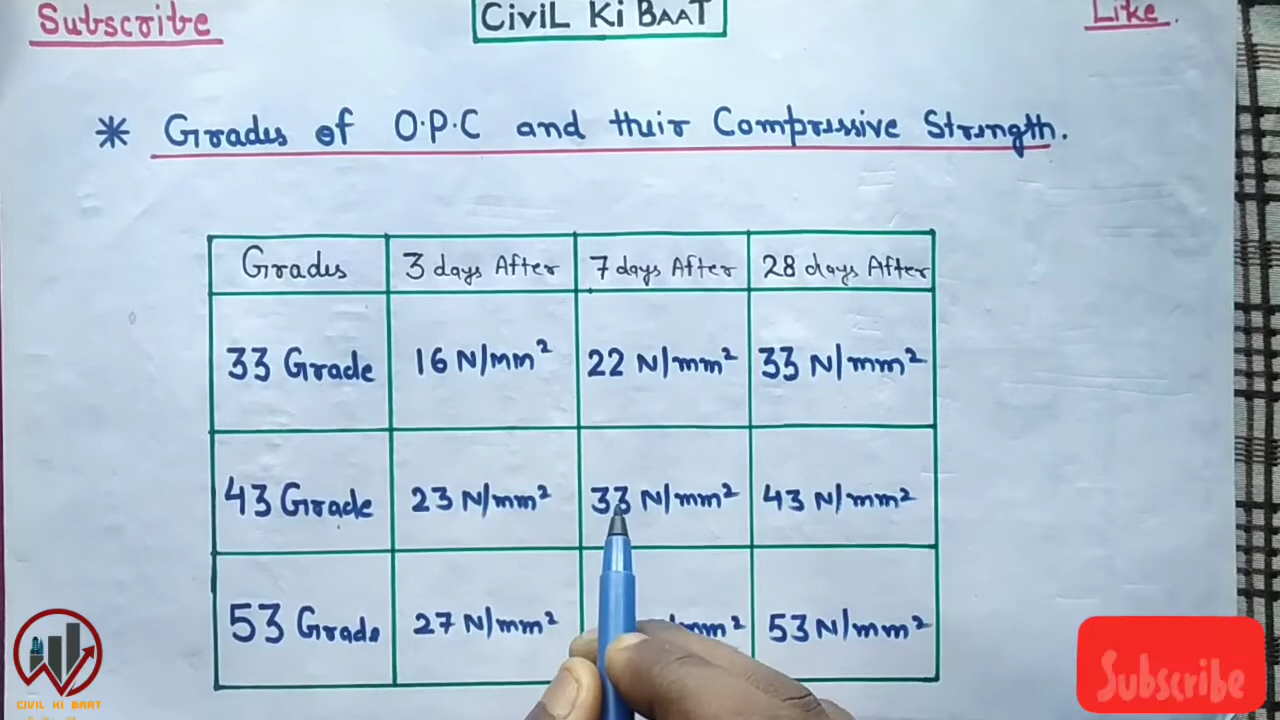 Subscribe
CiviL Ki BAAT
Like.
* Grades of O.P.C and their Compressive Strength.
Grades 3 days After 7 days After 28 days After
33 Grade 16 N/mm² 22 N/mm² 33 N/mm²
43 Grade 23 N/mm² 33 N/mm² 43 N/mm²
53 Grade 27 N/mm² /mm² 53 N/mm²
CIVIL KI BAAT
Subscribe